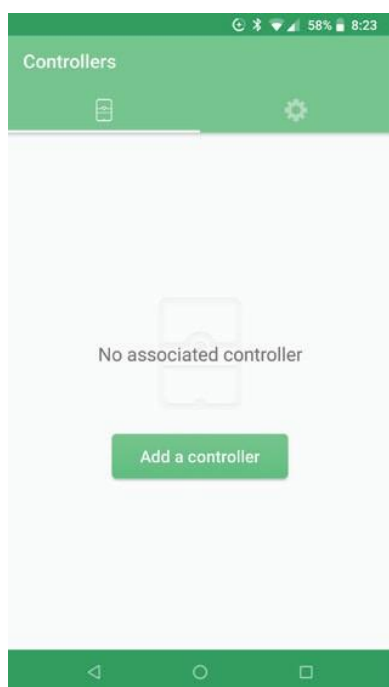 58% 8:23
Controllers
No associated controller
Add a controller